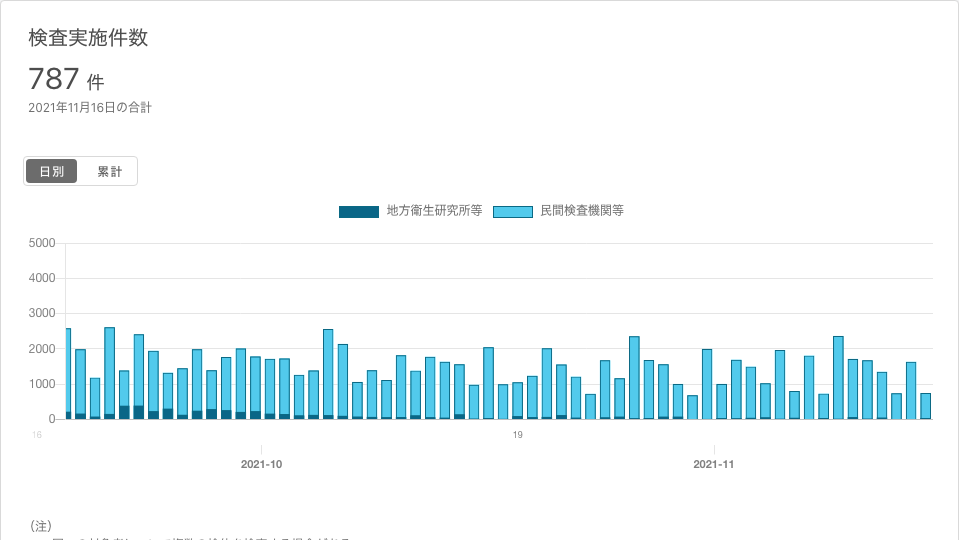 検査実施件数
787 件
2021年11月16日の合計
日別 累計
地方衛生研究所等 民間検査機関等
5000
4000
3000
2000
1000
0
16 19
2021-10 2021-11
（注）